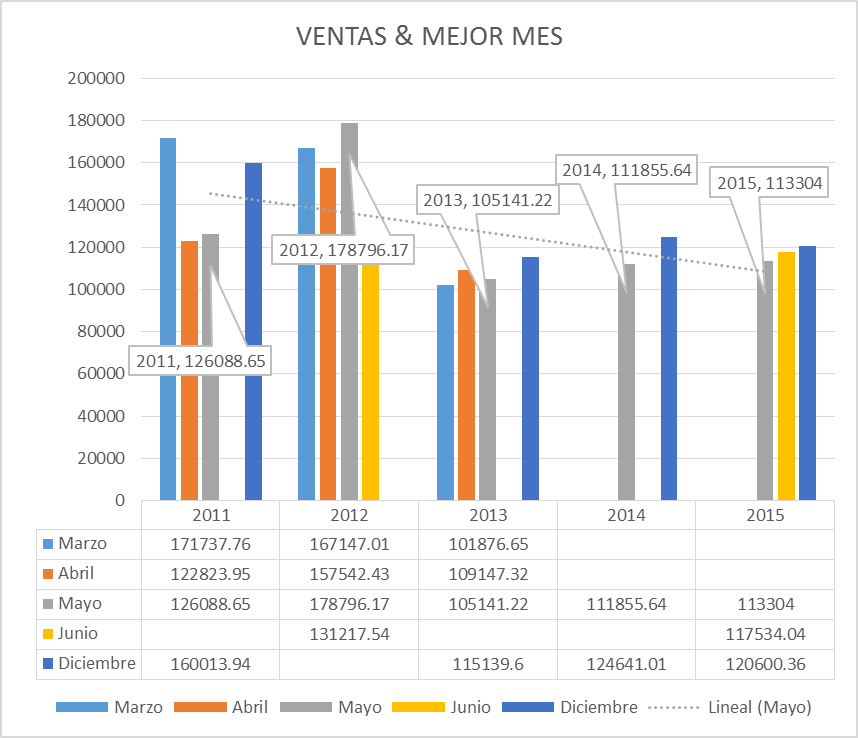 VENTAS & MEJOR MES
200000
180000
160000
140000
120000
100000
80000
60000
40000
20000
0
2011, 126088.65
2012, 178796.17
2013, 105141.22
2014, 111855.64
2015, 113304
2011 2012 2013 2014 2015
Marzo 171737.76 167147.01 101876.65
Abril 122823.95 157542.43 109147.32
Mayo 126088.65 178796.17 105141.22 111855.64 113304
Junio 131217.54 117534.04
Diciembre 160013.94 115139.6 124641.01 120600.36
Marzo Abril Mayo Junio Diciembre Lineal (Mayo)